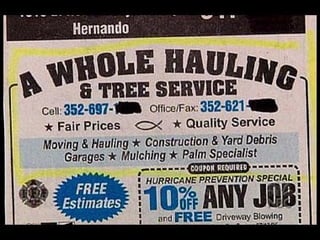 Hernando
A WHOLE HAULING
& TREE SERVICE
Cell: 352-697- Office/Fax: 352-621-
★ Fair Prices ★ Quality Service
Moving & Hauling ★ Construction & Yard Debris
Garages ★ Mulching ★ Palm Specialist
COUPON REQUIRED
FREE
Estimates
HURRICANE PREVENTION SPECIAL
10% OFF ANY JOB
and FREE Driveway Blowing